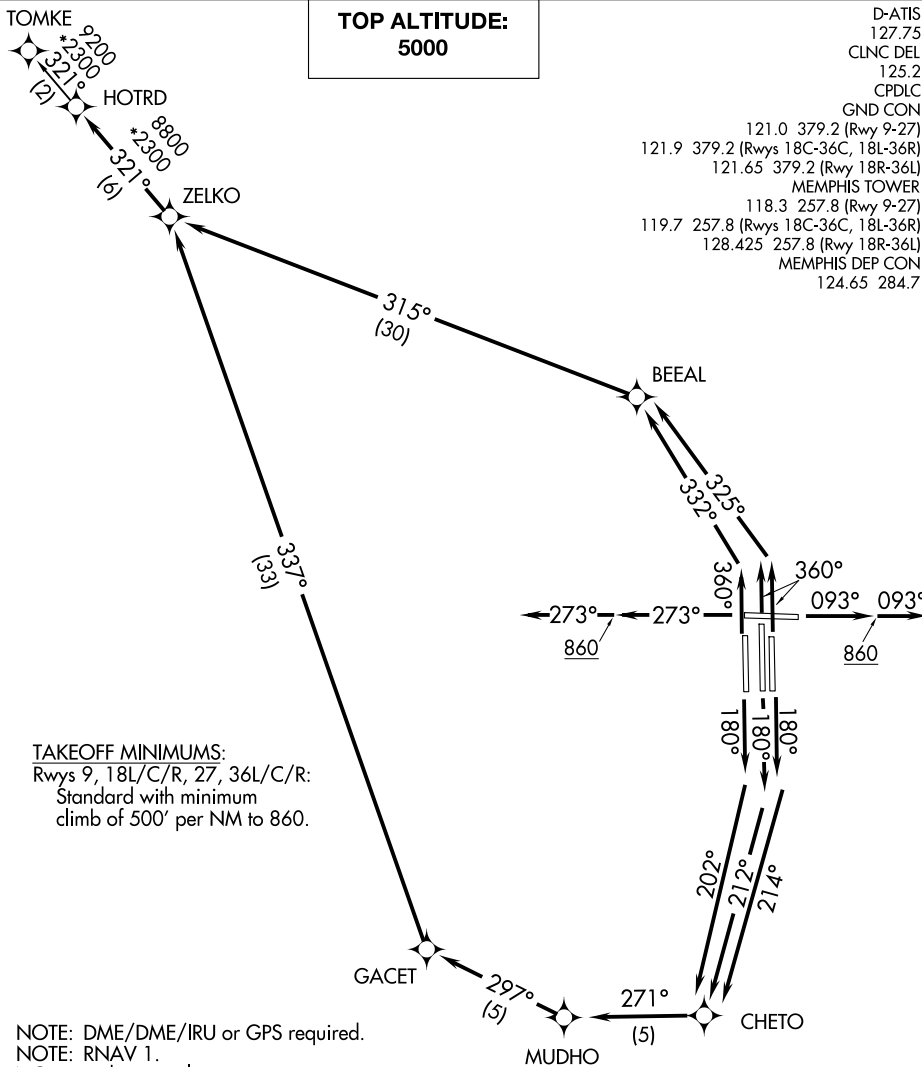 TOP ALTITUDE:
5000
D-ATIS
127.75
CLNC DEL
125.2
CPDLC
GND CON
121.0 379.2 (Rwy 9-27)
121.9 379.2 (Rwys 18C-36C, 18L-36R)
121.65 379.2 (Rwy 18R-36L)
MEMPHIS TOWER
118.3 257.8 (Rwy 9-27)
119.7 257.8 (Rwys 18C-36C, 18L-36R)
128.425 257.8 (Rwy 18R-36L)
MEMPHIS DEP CON
124.65 284.7
TOMKE
9200
*2300
321°
(2)
HOTRD
8800
*2300
321°
(6)
ZELKO
315°
(30)
BEEAL
325°
332°
360°
360°
273°
273°
093°
093°
860
860
337°
(33)
180°
180°
180°
202°
212°
214°
TAKEOFF MINIMUMS:
Rwys 9, 18L/C/R, 27, 36L/C/R:
Standard with minimum
climb of 500' per NM to 860.
GACET
297°
(5)
MUDHO
271°
(5)
CHETO
NOTE: DME/DME/IRU or GPS required.
NOTE: RNAV 1.